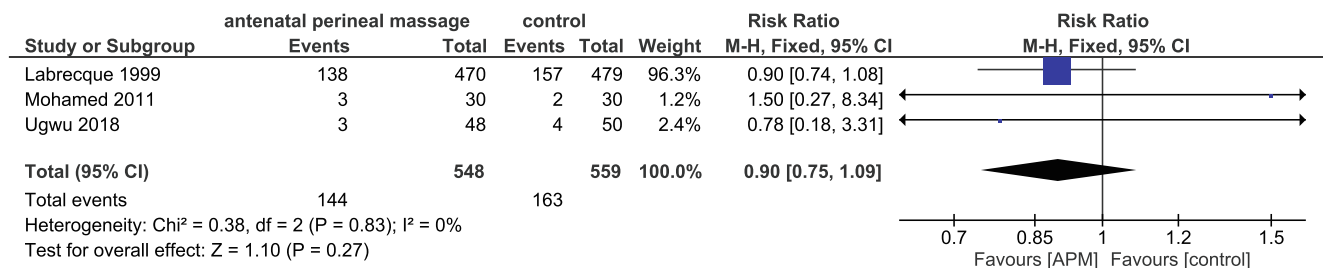 antenatal perineal massage control Risk Ratio Risk Ratio
Study or Subgroup Events Total Events Total Weight M-H, Fixed, 95% CI M-H, Fixed, 95% CI
Labrecque 1999 138 470 157 479 96.3% 0.90 [0.74, 1.08]
Mohamed 2011 3 30 2 30 1.2% 1.50 [0.27, 8.34]
Ugwu 2018 3 48 4 50 2.4% 0.78 [0.18, 3.31]
Total (95% CI) 548 559 100.0% 0.90 [0.75, 1.09]
Total events 144 163
Heterogeneity: Chi² = 0.38, df = 2 (P = 0.83); I² = 0%
Test for overall effect: Z = 1.10 (P = 0.27)
0.7 0.85 1 1.2 1.5
Favours [APM] Favours [control]